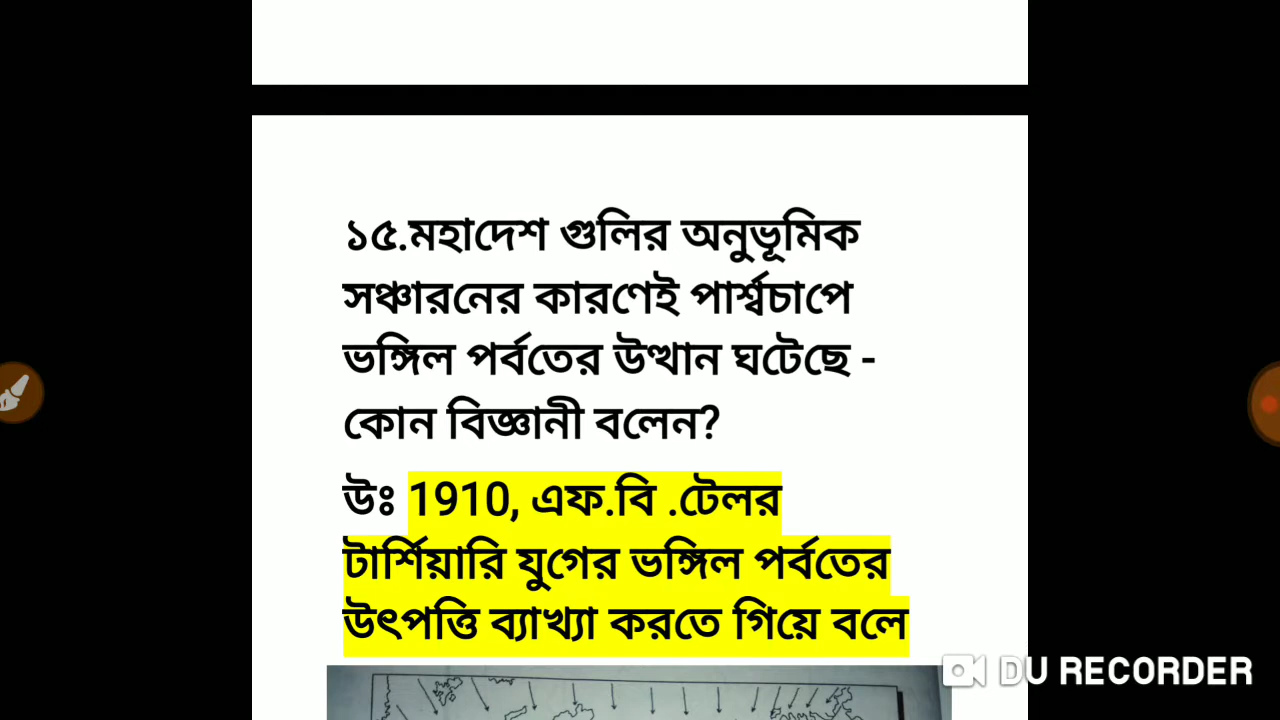 ১৫.মহাদেশ গুলির অনুভূমিক
সঞ্চারনের কারণেই পার্শ্বচাপে
ভঙ্গিল পর্বতের উত্থান ঘটেছে -
কোন বিজ্ঞানী বলেন?
উঃ 1910, এফ.বি .টেলর
টার্শিয়ারি যুগের ভঙ্গিল পর্বতের
উৎপত্তি ব্যাখ্যা করতে গিয়ে বলে
DU RECORDER